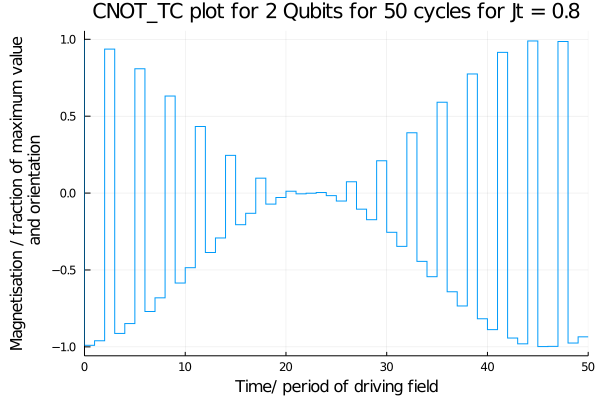 CNOT_TC plot for 2 Qubits for 50 cycles for Jt = 0.8
Magnetisation / fraction of maximum value
and orientation
1.0
0.5
0.0
−0.5
−1.0
0 10 20 30 40 50
Time/ period of driving field